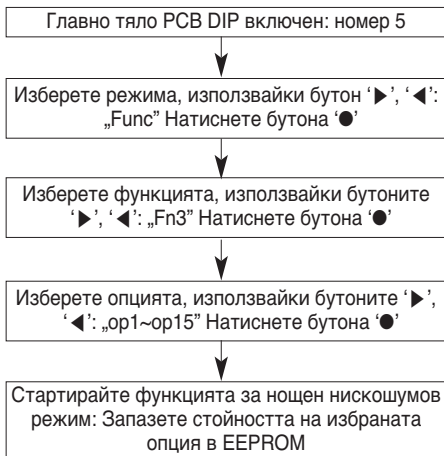 Главно тяло PCB DIP включен: номер 5
Изберете режима, използвайки бутон ‘▶’, ‘◀’:
„Func” Натиснете бутона ‘●’
Изберете функцията, използвайки бутоните
‘▶’, ‘◀’: „Fn3” Натиснете бутона ‘●’
Изберете опцията, използвайки бутоните ‘▶’,
‘◀’: „op1~op15” Натиснете бутона ‘●’
Стартирайте функцията за нощен нискошумов
режим: Запазете стойността на избраната
опция в EEPROM